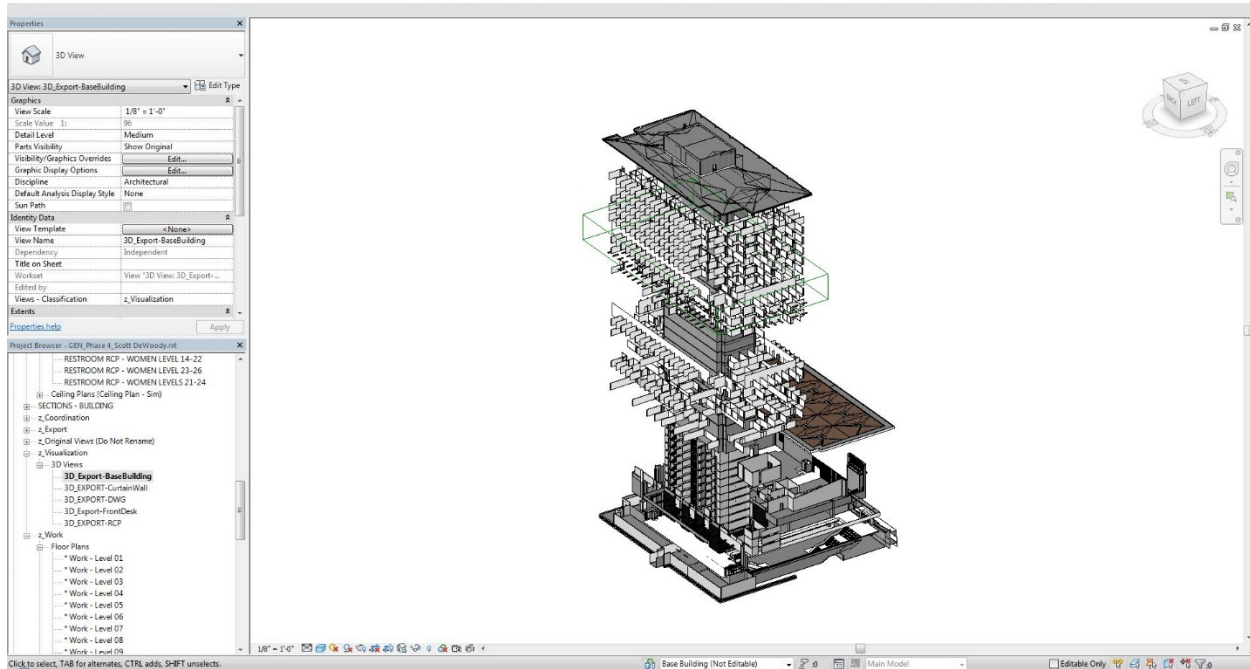 Properties
3D View
3D View: 3D_Export-BaseBuilding
Edit Type
Graphics
View Scale 1/8" = 1'-0"
Scale Value 1: 96
Detail Level Medium
Parts Visibility Show Original
Visibility/Graphics Overrides Edit...
Graphic Display Options Edit...
Discipline Architectural
Default Analysis Display Style None
Sun Path
Identity Data
View Template <None>
View Name 3D_Export-BaseBuilding
Dependency Independent
Title on Sheet
Workset View "3D View: 3D_Export-...
Edited by
Views - Classification z_Visualization
Extents
Properties help Apply
Project Browser - GEN_Phase 4_Scott DeWoody.rvt
RESTROOM RCP - WOMEN LEVEL 14-22
RESTROOM RCP - WOMEN LEVEL 23-26
RESTROOM RCP - WOMEN LEVELS 21-24
Ceiling Plans (Ceiling Plan - Sim)
SECTIONS - BUILDING
z_Coordination
z_Export
z_Original Views (Do Not Rename)
z_Visualization
3D Views
3D_Export-BaseBuilding
3D_EXPORT-CurtainWall
3D_EXPORT-DWG
3D_Export-FrontDesk
3D_EXPORT-RCP
z_Work
Floor Plans
* Work - Level 01
* Work - Level 02
* Work - Level 03
* Work - Level 04
* Work - Level 05
* Work - Level 06
* Work - Level 07
* Work - Level 08
* Work - Level 09
BACK LEFT
1/8" = 1'-0"
Click to select, TAB for alternates, CTRL adds, SHIFT unselects.
Base Building (Not Editable)
:0
Main Model
Editable Only
:0